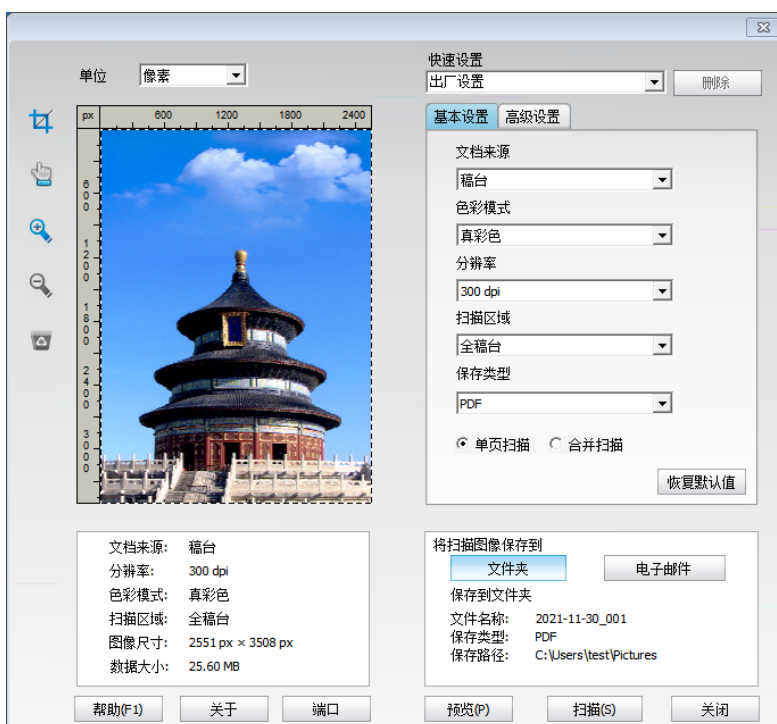 单位
像素
快速设置
出厂设置
删除
px 600 1200 1800 2400
600
1200
1800
2400
3000
基本设置 高级设置
文档来源
稿台
色彩模式
真彩色
分辨率
300 dpi
扫描区域
全稿台
保存类型
PDF
单页扫描 合并扫描
恢复默认值
文档来源: 稿台
分辨率: 300 dpi
色彩模式: 真彩色
扫描区域: 全稿台
图像尺寸: 2551 px × 3508 px
数据大小: 25.60 MB
将扫描图像保存到
文件夹 电子邮件
保存到文件夹
文件名称: 2021-11-30_001
保存类型: PDF
保存路径: C:\Users\test\Pictures
帮助(F1) 关于 端口 预览(P) 扫描(S) 关闭